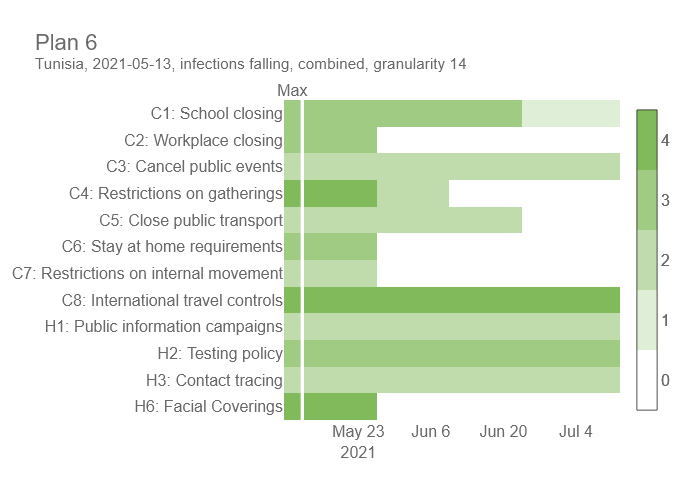 Plan 6
Tunisia, 2021-05-13, infections falling, combined, granularity 14
Max
C1: School closing
C2: Workplace closing
C3: Cancel public events
C4: Restrictions on gatherings
C5: Close public transport
C6: Stay at home requirements
C7: Restrictions on internal movement
C8: International travel controls
H1: Public information campaigns
H2: Testing policy
H3: Contact tracing
H6: Facial Coverings
May 23 Jun 6 Jun 20 Jul 4
2021
4
3
2
1
0